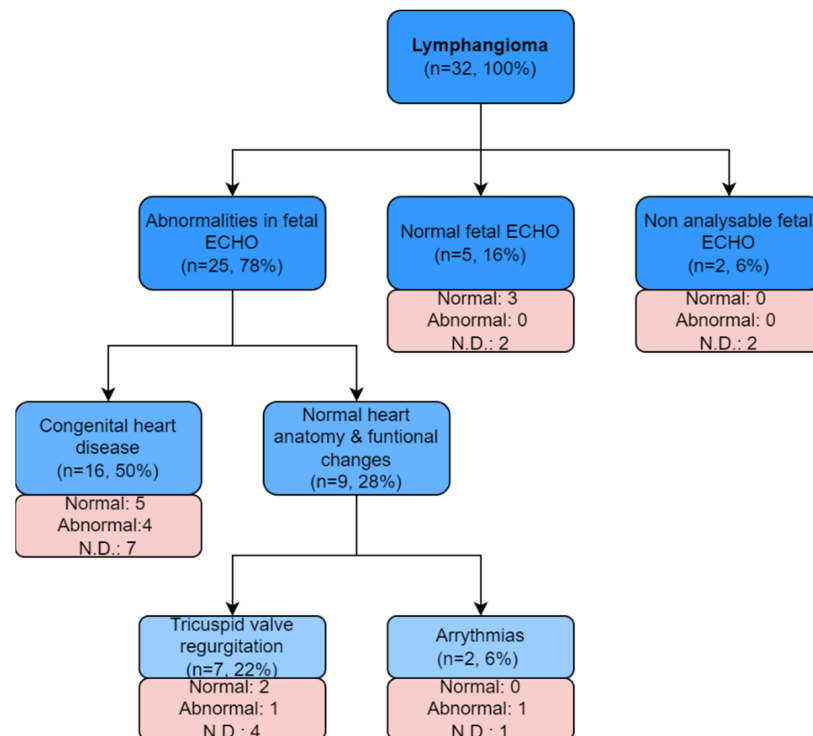 Lymphangioma
(n=32, 100%)
Abnormalities in fetal
ECHO
(n=25, 78%)
Normal fetal ECHO
(n=5, 16%)
Normal: 3
Abnormal: 0
N.D.: 2
Non analysable fetal
ECHO
(n=2, 6%)
Normal: 0
Abnormal: 0
N.D.: 2
Congenital heart
disease
(n=16, 50%)
Normal: 5
Abnormal:4
N.D.: 7
Normal heart
anatomy & funtional
changes
(n=9, 28%)
Tricuspid valve
regurgitation
(n=7, 22%)
Normal: 2
Abnormal: 1
N.D.: 4
Arrythmias
(n=2, 6%)
Normal: 0
Abnormal: 1
N.D.: 1